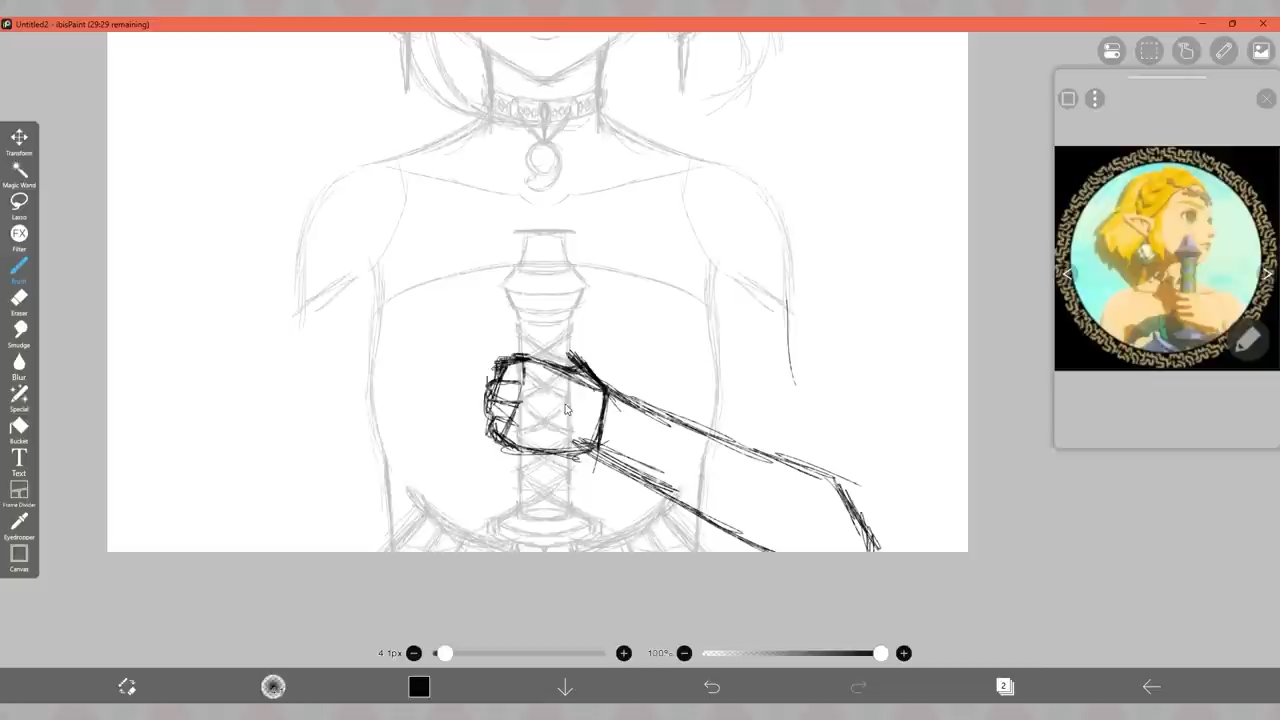 Untitled2 - ibisPaint (29:29 remaining)
Transform
Magic Wand
Lasso
FX
Filter
Brush
Eraser
Smudge
Blur
Special
Bucket
T
Text
Frame Divider
Eyedropper
Canvas
4.1px
100%
2